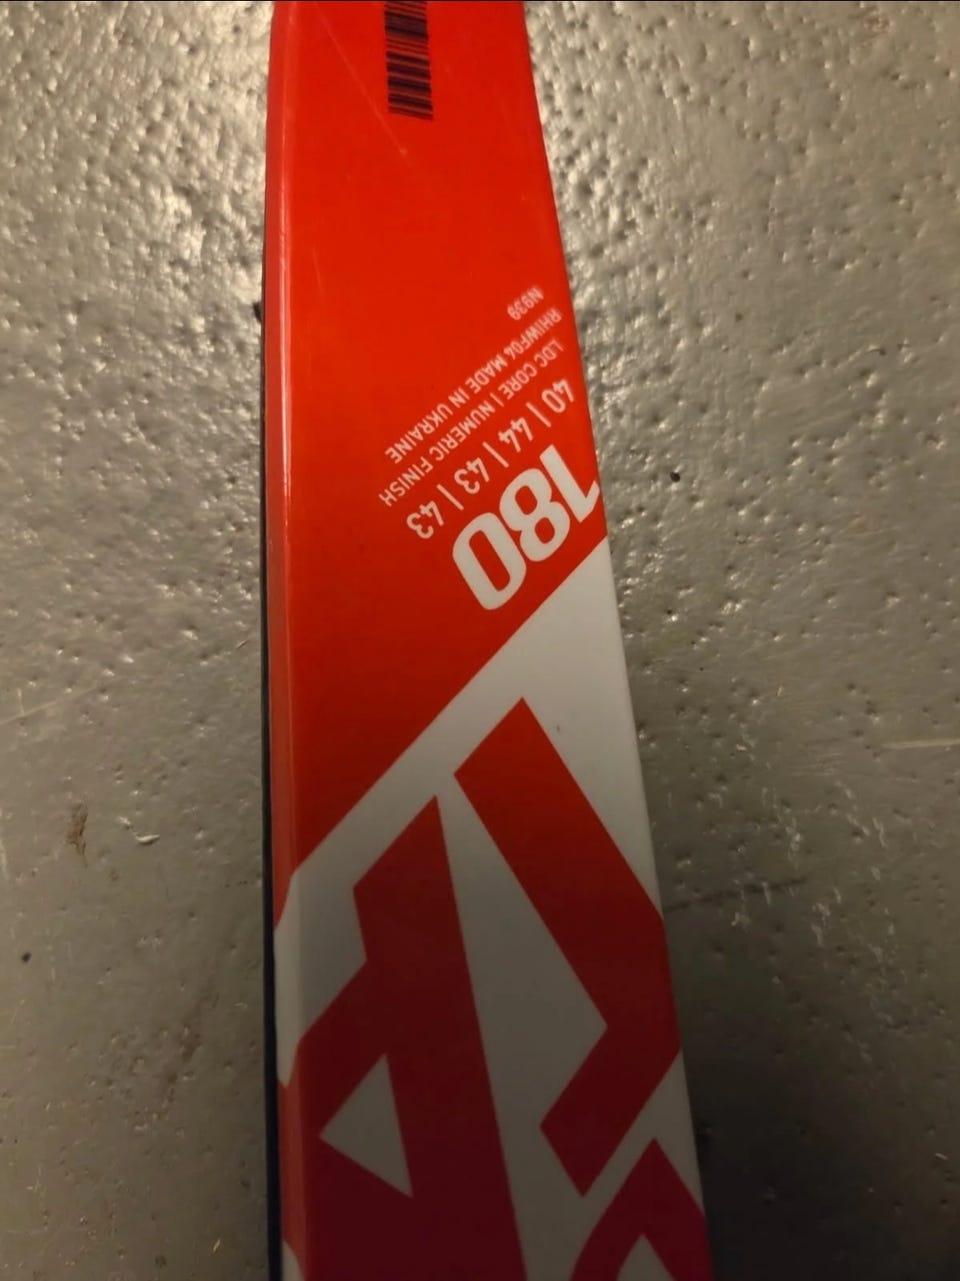 180
40 | 44 | 43 | 43
LDC CORE | NUMERIC FINISH
RHIWF04 MADE IN UKRAINE
N939